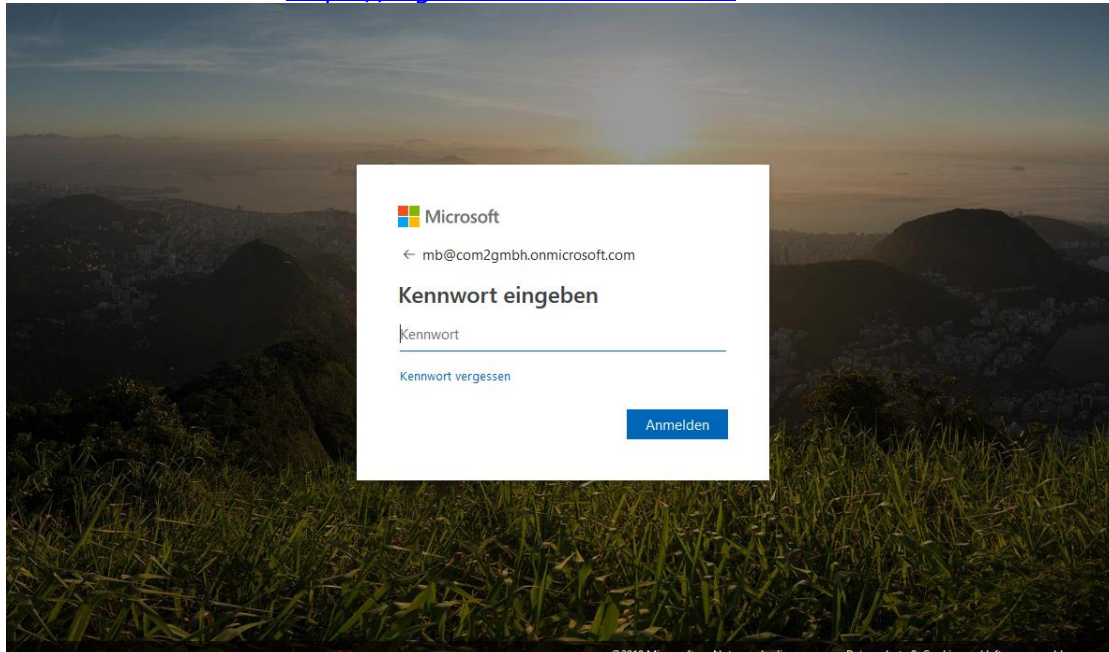 Microsoft
← mb@com2gmbh.onmicrosoft.com
Kennwort eingeben
Kennwort
Kennwort vergessen
Anmelden